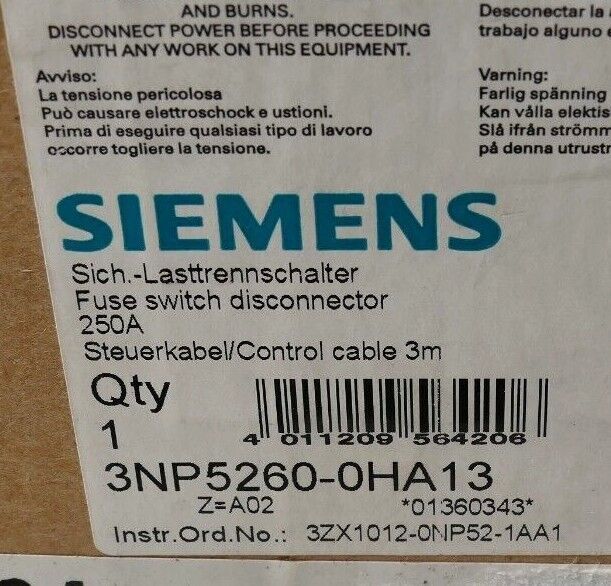 AND BURNS.
DISCONNECT POWER BEFORE PROCEEDING
WITH ANY WORK ON THIS EQUIPMENT.
Desconectar la
trabajo alguno
Avviso:
La tensione pericolosa
Può causare elettroschock e ustioni.
Prima di eseguire qualsiasi tipo di lavoro
occorre togliere la tensione.
Varning:
Farlig spänning
Kan vålla elektis
Slå ifrån strömm
på denna utrustr
SIEMENS
Sich.-Lasttrennschalter
Fuse switch disconnector
250A
Steuerkabel/Control cable 3m
Qty
1
4 011209 564206
3NP5260-0HA13
Z=A02 *01360343*
Instr.Ord.No.: 3ZX1012-0NP52-1AA1